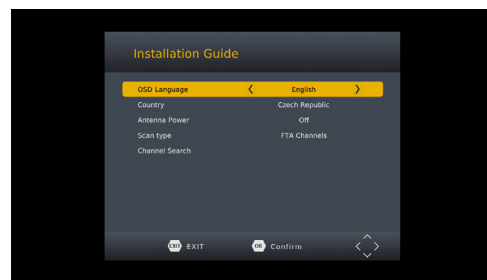 Installation Guide
OSD Language English
Country Czech Republic
Antenna Power Off
Scan type FTA Channels
Channel Search
EXIT EXIT OK Confirm